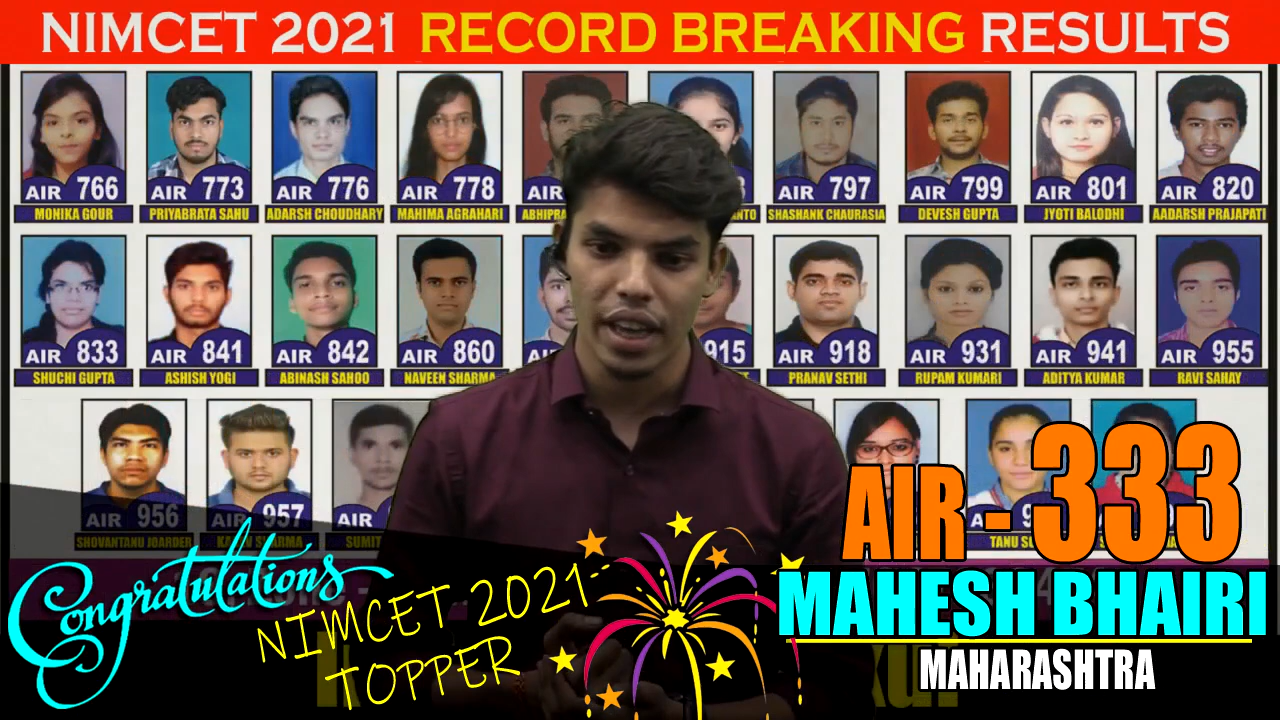 NIMCET 2021 RECORD BREAKING RESULTS
AIR 766 AIR 773 AIR 776 AIR 778 AIR AIR 797 AIR 799 AIR 801 AIR 820
MONIKA GOUR PRIYABRATA SAHU ADARSH CHOUDHARY MAHIMA AGRAHARI SHASHANK CHAURASIA DEVESH GUPTA JYOTI BALODHI AADARSH PRAJAPATI
AIR 833 AIR 841 AIR 842 AIR 860 915 AIR 918 AIR 931 AIR 941 AIR 955
SHUCHI GUPTA ASHISH YOGI ABINASH SAHOO NAVEEN SHARMA PRANAV SETHI RUPAM KUMARI ADITYA KUMAR RAVI SAHAY
AIR 956 AIR 957
SHOVANTANU JOARDER SUMIT TANU
AIR - 333
Congratulations
NIMCET 2021
TOPPER
MAHESH BHAIRI
MAHARASHTRA